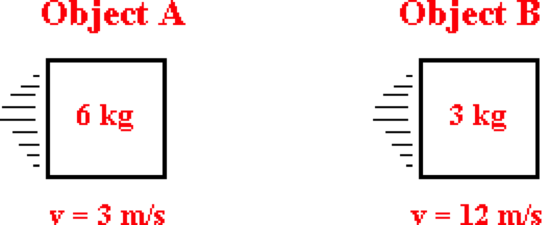 Object A
Object B
6 kg
3 kg
v = 3 m/s
v = 12 m/s